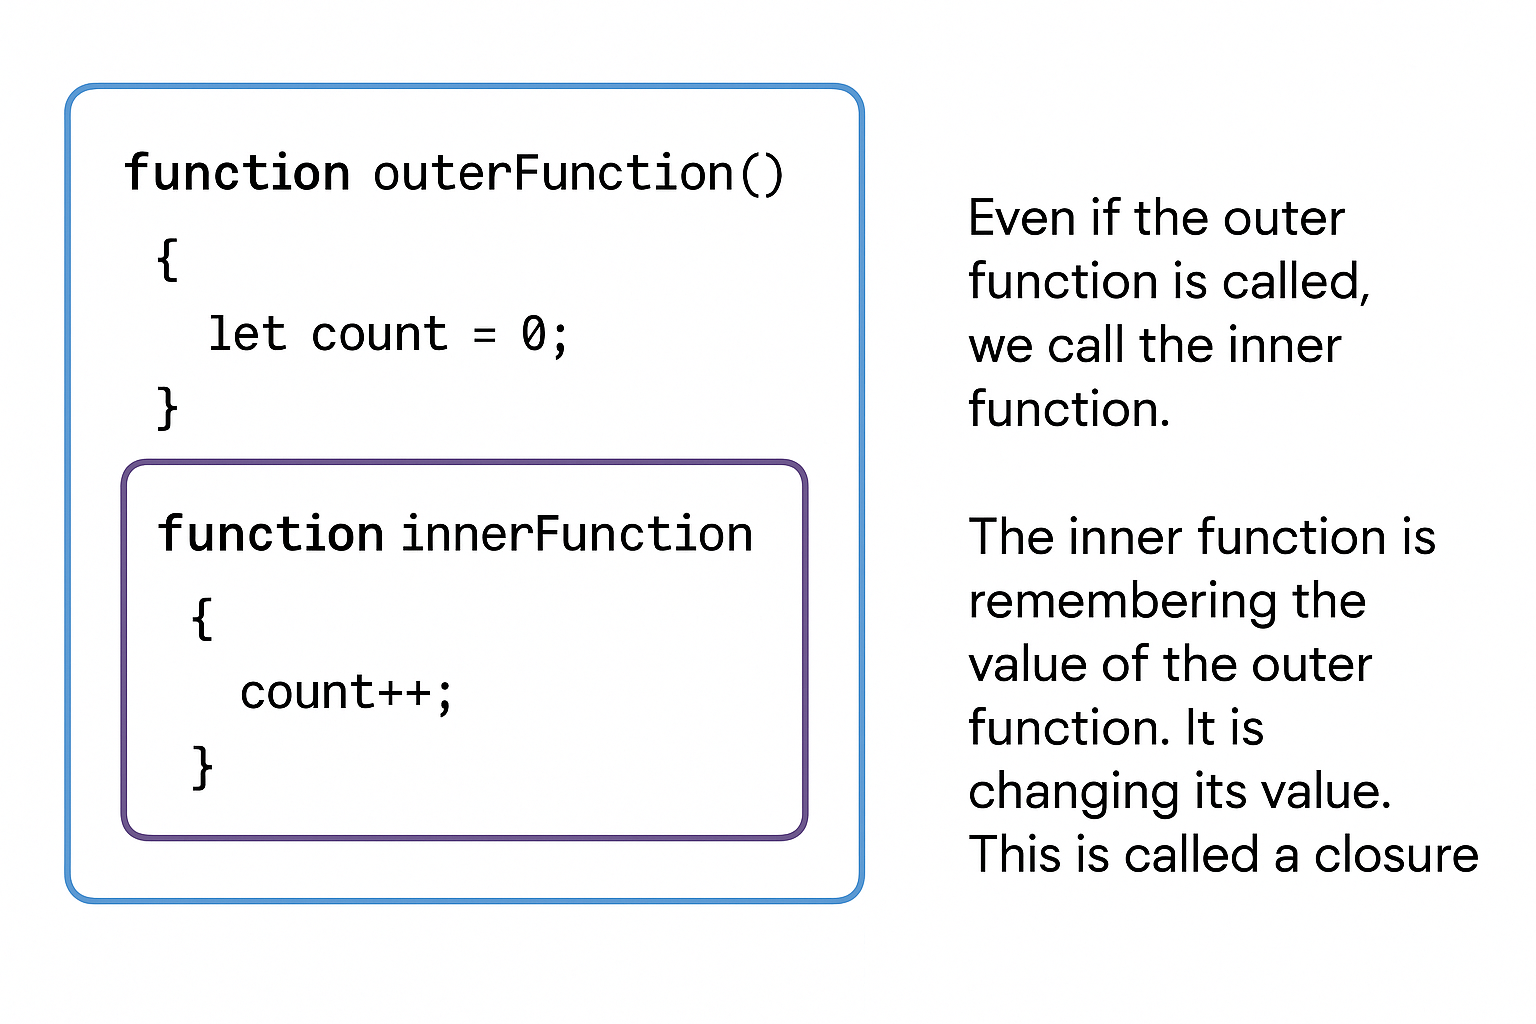 function outerFunction()
{
let count = 0;
}
function innerFunction
{
count++;
}
Even if the outer
function is called,
we call the inner
function.
The inner function is
remembering the
value of the outer
function. It is
changing its value.
This is called a closure